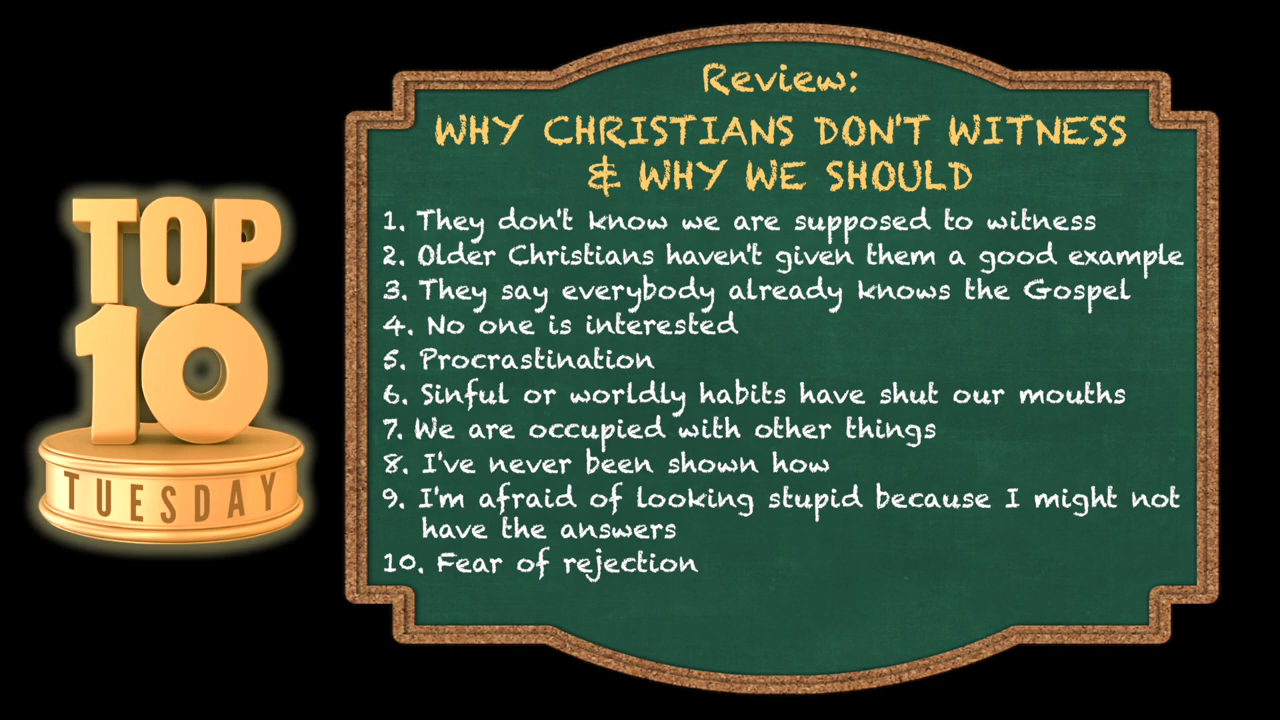 TOP
10
TUESDAY
Review:
WHY CHRISTIANS DON'T WITNESS
& WHY WE SHOULD
1. They don't know we are supposed to witness
2. Older Christians haven't given them a good example
3. They say everybody already knows the Gospel
4. No one is interested
5. Procrastination
6. Sinful or worldly habits have shut our mouths
7. We are occupied with other things
8. I've never been shown how
9. I'm afraid of looking stupid because I might not
have the answers
10. Fear of rejection